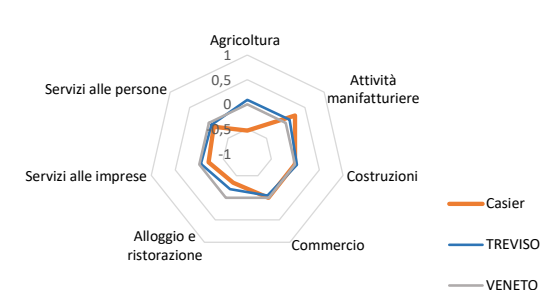 Agricoltura
1
0,5
0
-0,5
-1
Attività
manifatturiere
Costruzioni
Commercio
Alloggio e
ristorazione
Servizi alle imprese
Servizi alle persone
Casier
TREVISO
VENETO